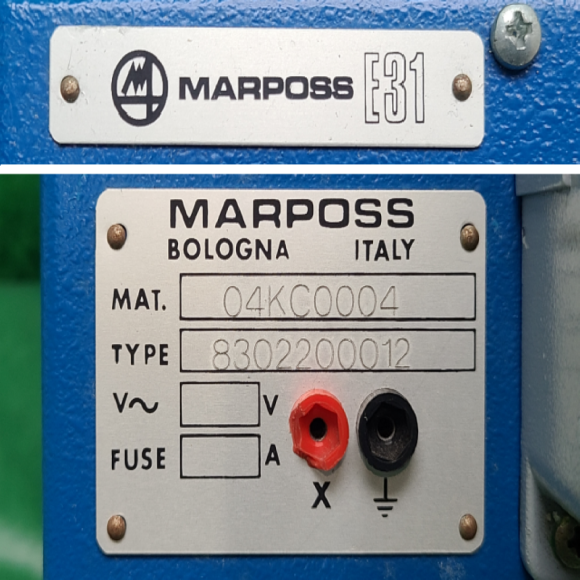 MARPOSS E31
MARPOSS
BOLOGNA ITALY
MAT. 04KC0004
TYPE 8302200012
V~ V
FUSE A
X